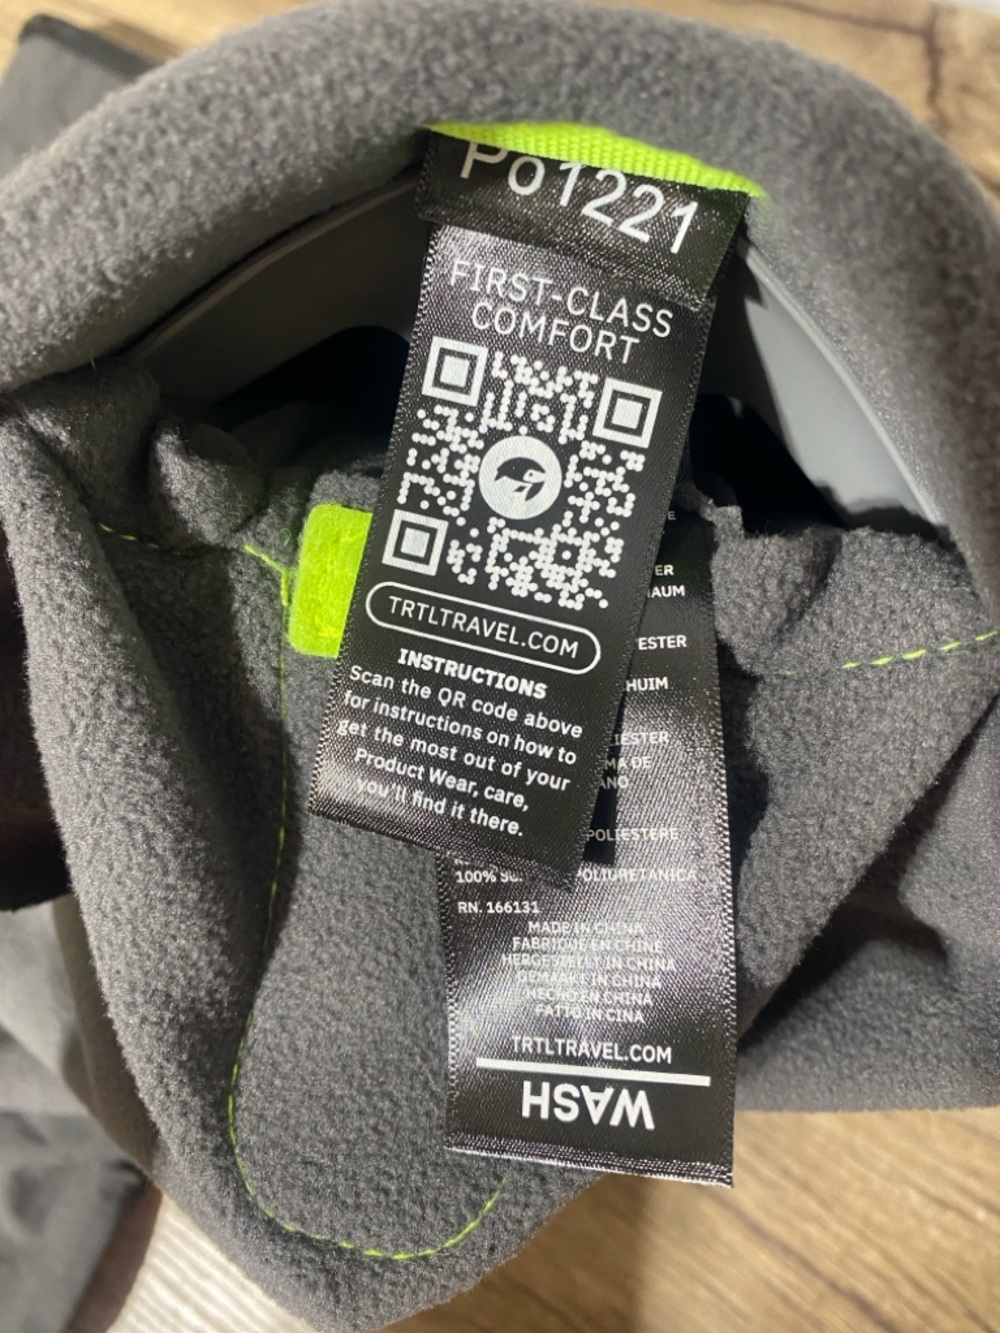 Po1221
FIRST-CLASS
COMFORT
TRTLTRAVEL.COM
INSTRUCTIONS
Scan the QR code above
for instructions on how to
get the most out of your
Product Wear, care,
you'll find it there.
ER
AUM
ESTER
HUIM
IESTER
MA DE
ANO
POLIESTERE
100% POLIURETANICA
RN. 166131
MADE IN CHINA
FABRIQUÉ EN CHINE
HERGESTELLT IN CHINA
GEMAAKT IN CHINA
HECHO EN CHINA
FATTO IN CINA
TRTLTRAVEL.COM
WASH